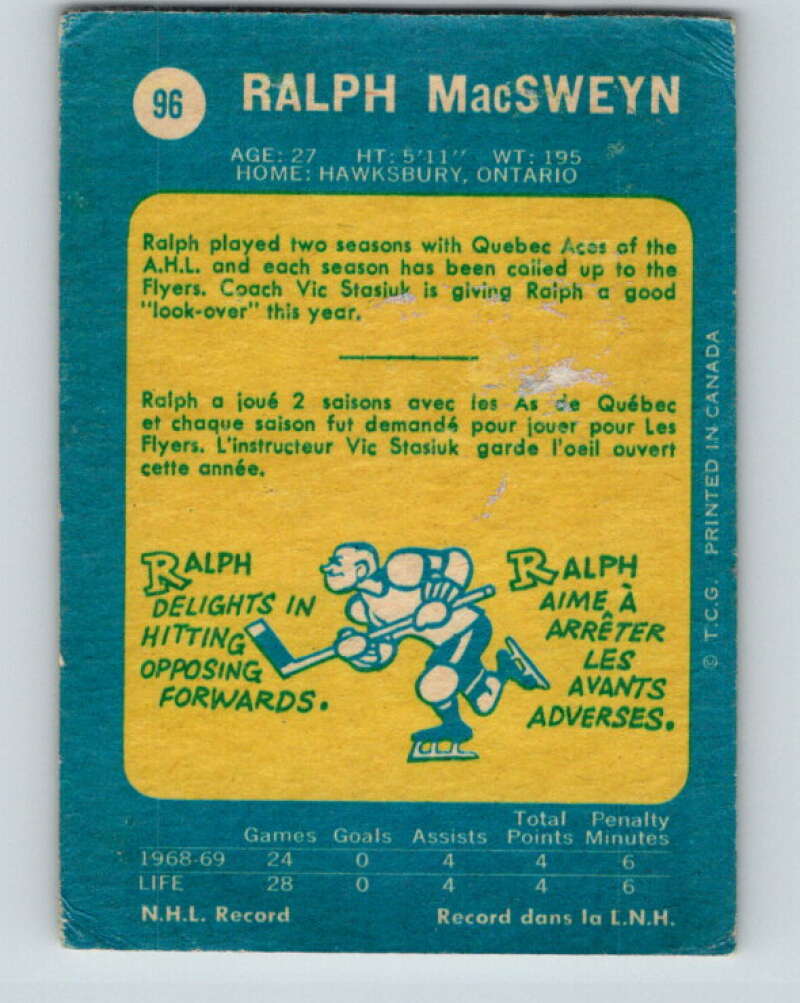 96 RALPH MacSWEYN
AGE: 27 HT: 5'11" WT: 195
HOME: HAWKSBURY, ONTARIO
Ralph played two seasons with Quebec Aces of the
A.H.L. and each season has been called up to the
Flyers. Coach Vic Stasiuk is giving Ralph a good
"look-over" this year.
Ralph a joué 2 saisons avec les As de Québec
et chaque saison fut demandé pour jouer pour Les
Flyers. L'instructeur Vic Stasiuk garde l'oeil ouvert
cette année.
RALPH
DELIGHTS IN
HITTING
OPPOSING
FORWARDS.
RALPH
AIME À
ARRÊTER
LES
AVANTS
ADVERSES.
© T.C.G. PRINTED IN CANADA
Total Penalty
Games Goals Assists Points Minutes
1968-69 24 0 4 4 6
LIFE 28 0 4 4 6
N.H.L. Record Record dans la L.N.H.